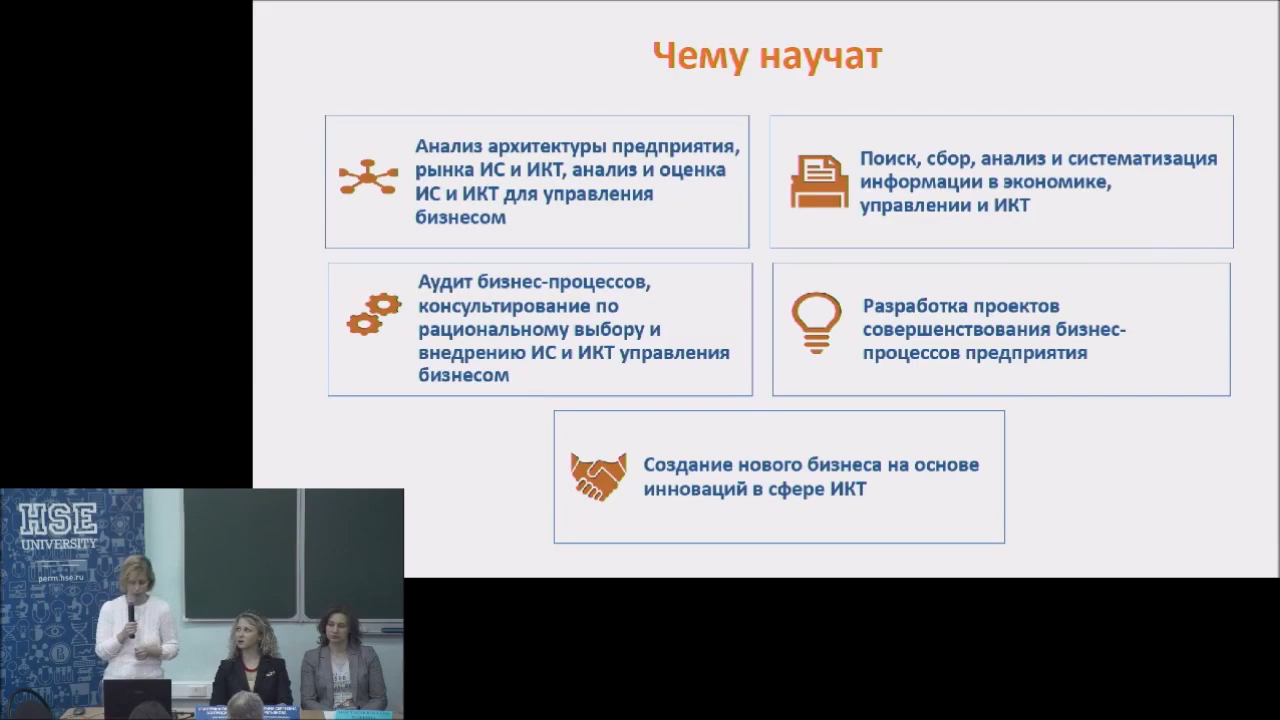 Чему научат
Анализ архитектуры предприятия,
рынка ИС и ИКТ, анализ и оценка
ИС и ИКТ для управления
бизнесом
Поиск, сбор, анализ и систематизация
информации в экономике,
управлении и ИКТ
Аудит бизнес-процессов,
консультирование по
рациональному выбору и
внедрению ИС и ИКТ управления
бизнесом
Разработка проектов
совершенствования бизнес-
процессов предприятия
Создание нового бизнеса на основе
инноваций в сфере ИКТ
HSE
UNIVERSITY
perm.hse.ru